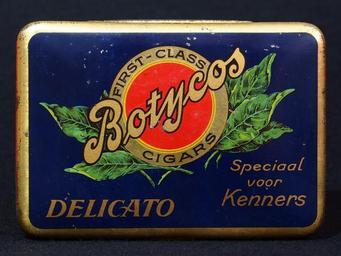 FIRST-CLASS
Botycos
CIGARS
DELICATO
Speciaal
voor
Kenners